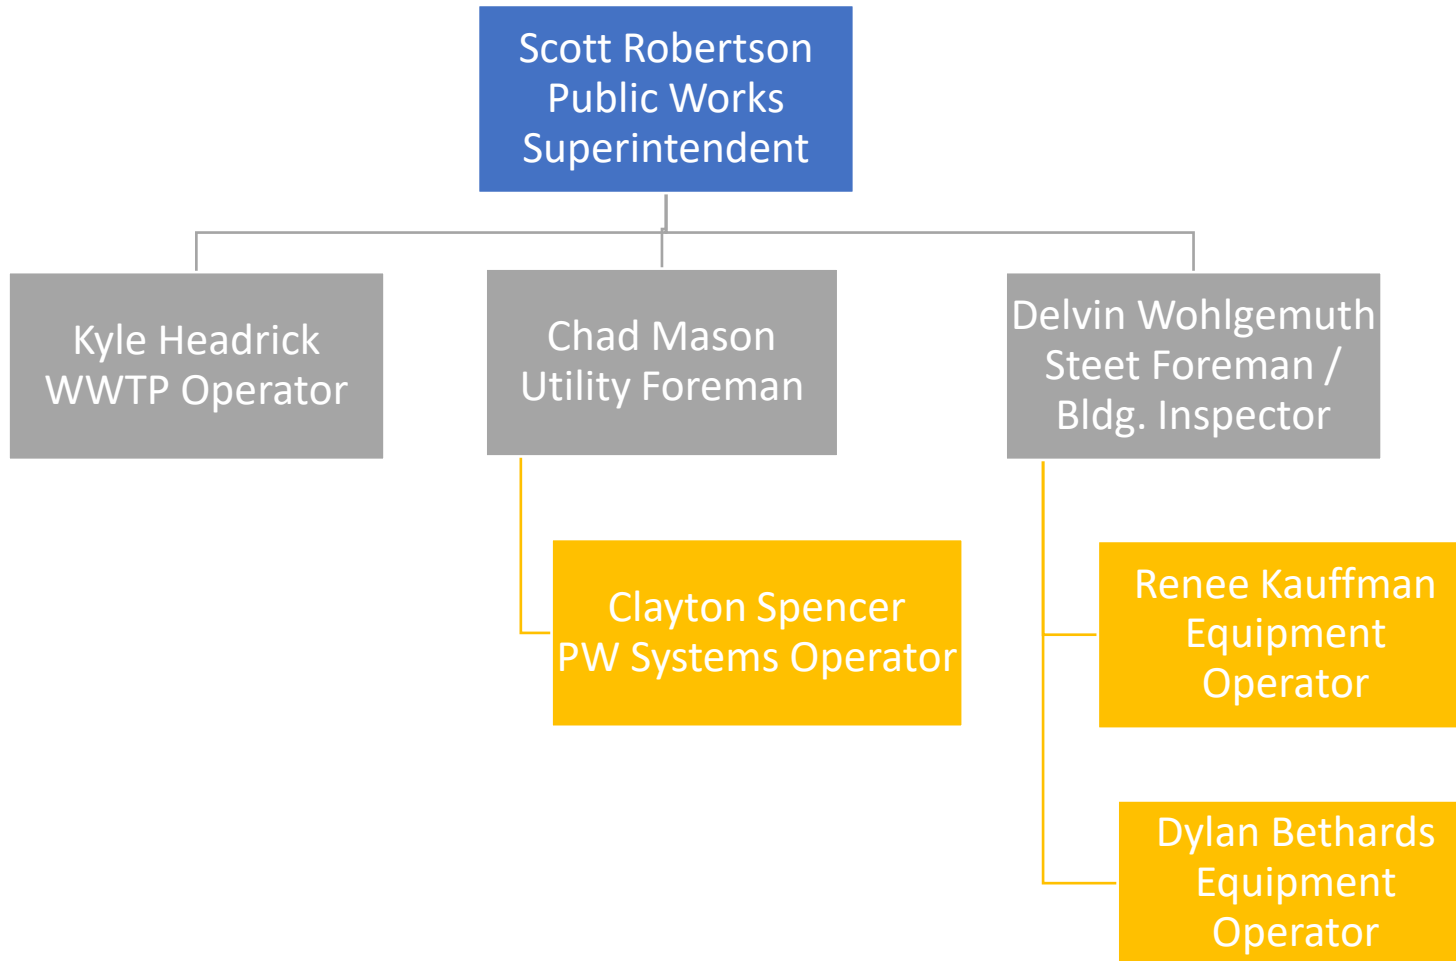 Scott Robertson
Public Works
Superintendent
Kyle Headrick
WWTP Operator
Chad Mason
Utility Foreman
Delvin Wohlgemuth
Steet Foreman /
Bldg. Inspector
Clayton Spencer
PW Systems Operator
Renee Kauffman
Equipment
Operator
Dylan Bethards
Equipment
Operator